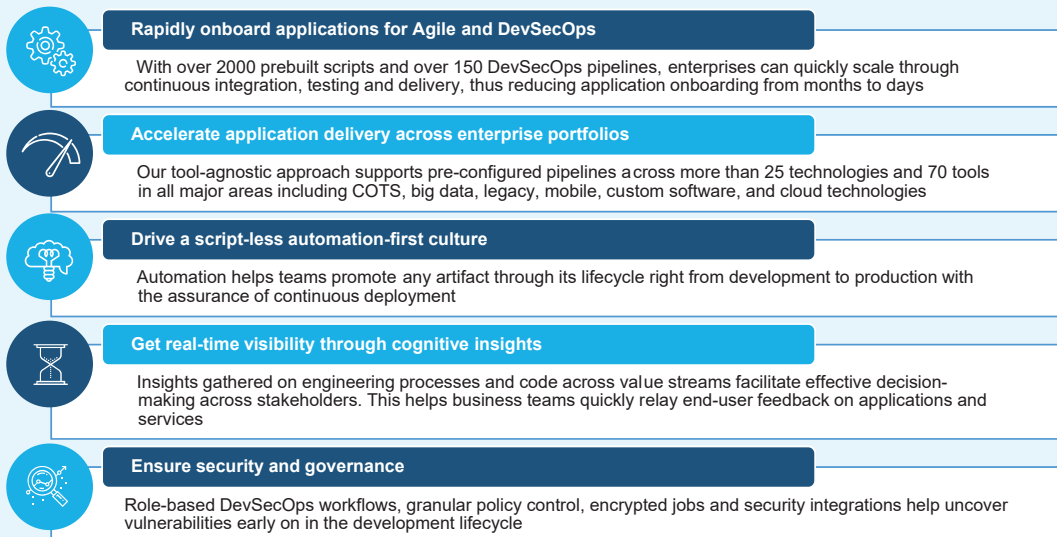 Rapidly onboard applications for Agile and DevSecOps
With over 2000 prebuilt scripts and over 150 DevSecOps pipelines, enterprises can quickly scale through
continuous integration, testing and delivery, thus reducing application onboarding from months to days
Accelerate application delivery across enterprise portfolios
Our tool-agnostic approach supports pre-configured pipelines across more than 25 technologies and 70 tools
in all major areas including COTS, big data, legacy, mobile, custom software, and cloud technologies
Drive a script-less automation-first culture
Automation helps teams promote any artifact through its lifecycle right from development to production with
the assurance of continuous deployment
Get real-time visibility through cognitive insights
Insights gathered on engineering processes and code across value streams facilitate effective decision-
making across stakeholders. This helps business teams quickly relay end-user feedback on applications and
services
Ensure security and governance
Role-based DevSecOps workflows, granular policy control, encrypted jobs and security integrations help uncover
vulnerabilities early on in the development lifecycle